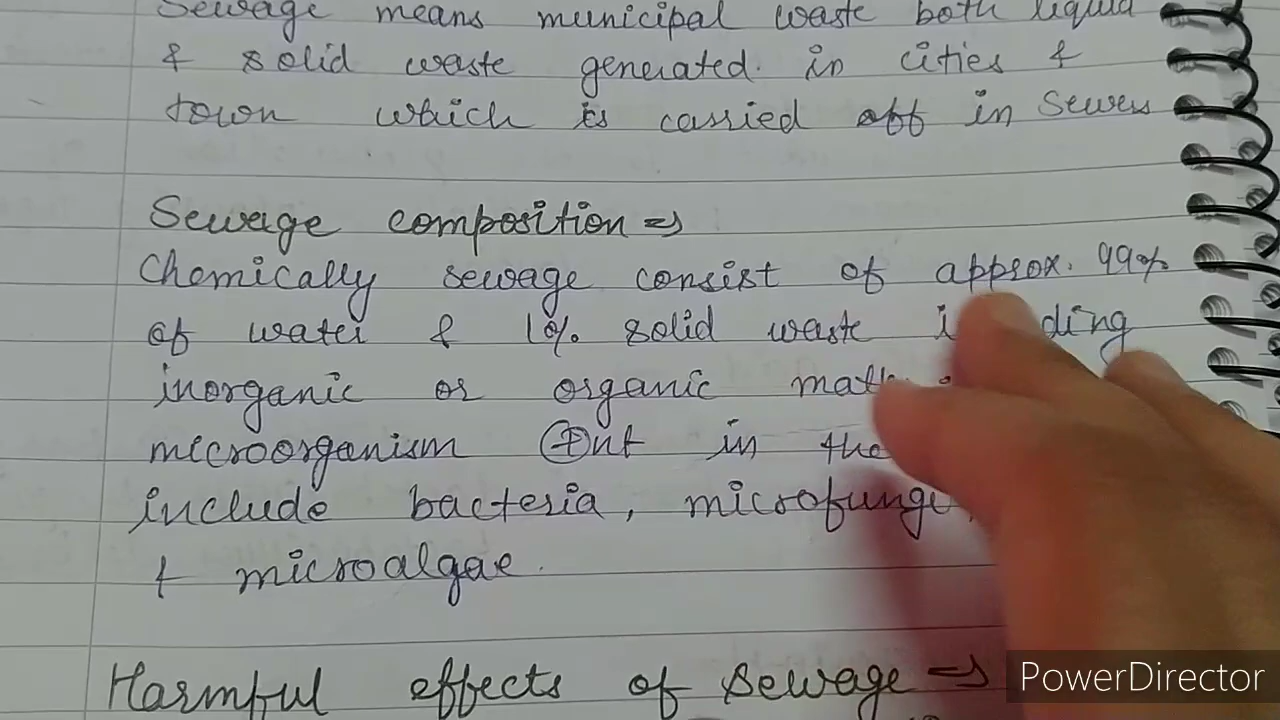 Sewage means municipal waste both liquid
& solid waste generated in cities &
town which is carried off in Sewers
Sewage composition ⇒
Chemically sewage consist of approx. 99%
of water & 1% solid waste
inorganic or organic
microorganism ⊕nt in the
include bacteria, microfungi,
+ microalgae.
Harmful effects of sewage ⇒
PowerDirector